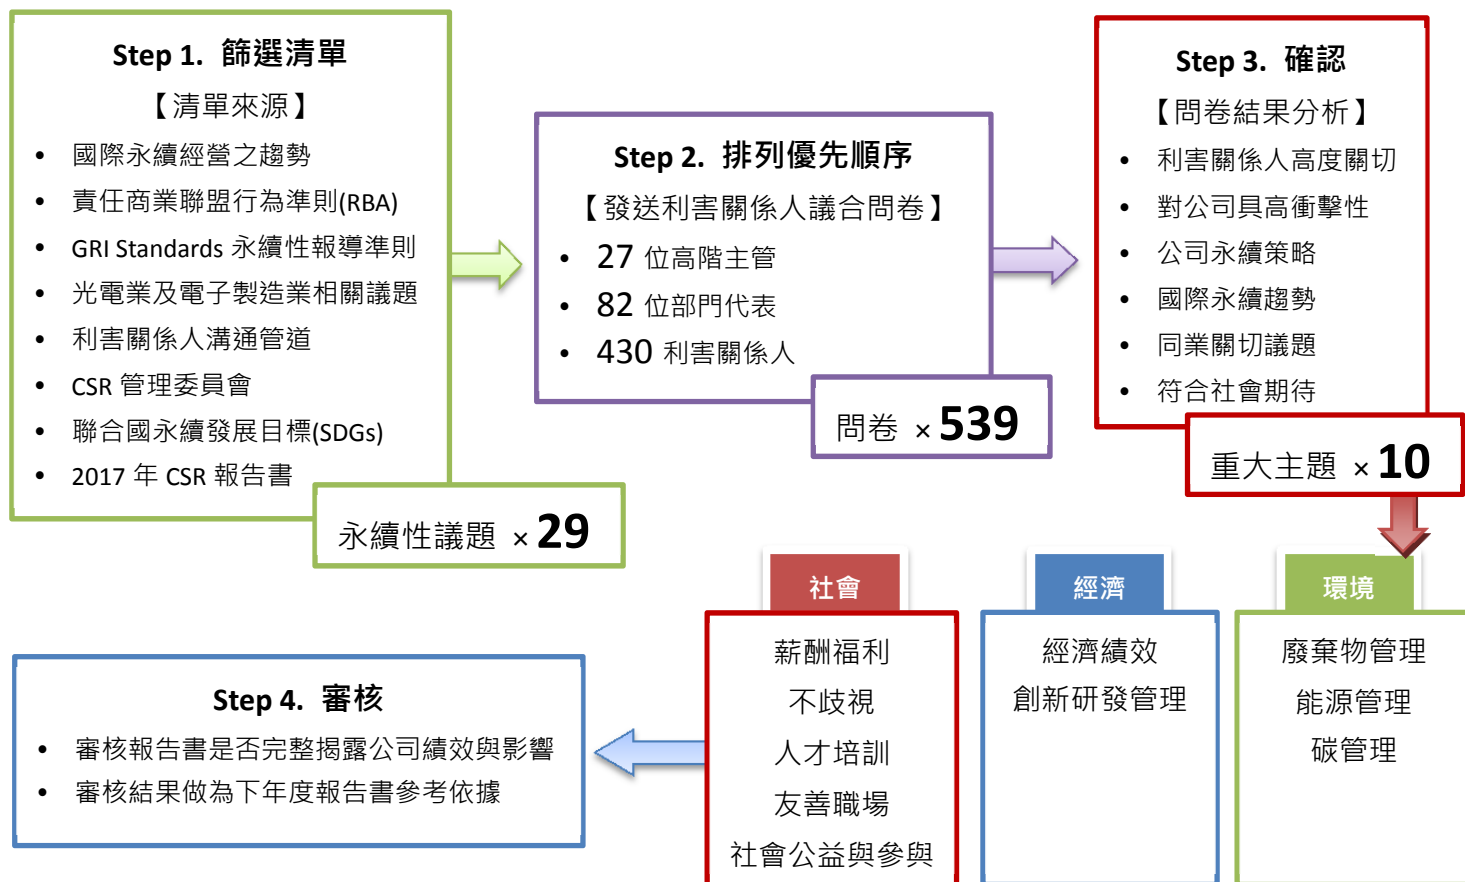 Step 1. 篩選清單
【清單來源】
• 國際永續經營之趨勢
• 責任商業聯盟行為準則(RBA)
• GRI Standards 永續性報導準則
• 光電業及電子製造業相關議題
• 利害關係人溝通管道
• CSR 管理委員會
• 聯合國永續發展目標(SDGs)
• 2017 年 CSR 報告書
永續性議題 × 29
Step 2. 排列優先順序
【發送利害關係人議合問卷】
• 27 位高階主管
• 82 位部門代表
• 430 利害關係人
問卷 × 539
Step 3. 確認
【問卷結果分析】
• 利害關係人高度關切
• 對公司具高衝擊性
• 公司永續策略
• 國際永續趨勢
• 同業關切議題
• 符合社會期待
重大主題 × 10
社會
薪酬福利
不歧視
人才培訓
友善職場
社會公益與參與
經濟
經濟績效
創新研發管理
環境
廢棄物管理
能源管理
碳管理
Step 4. 審核
• 審核報告書是否完整揭露公司績效與影響
• 審核結果做為下年度報告書參考依據